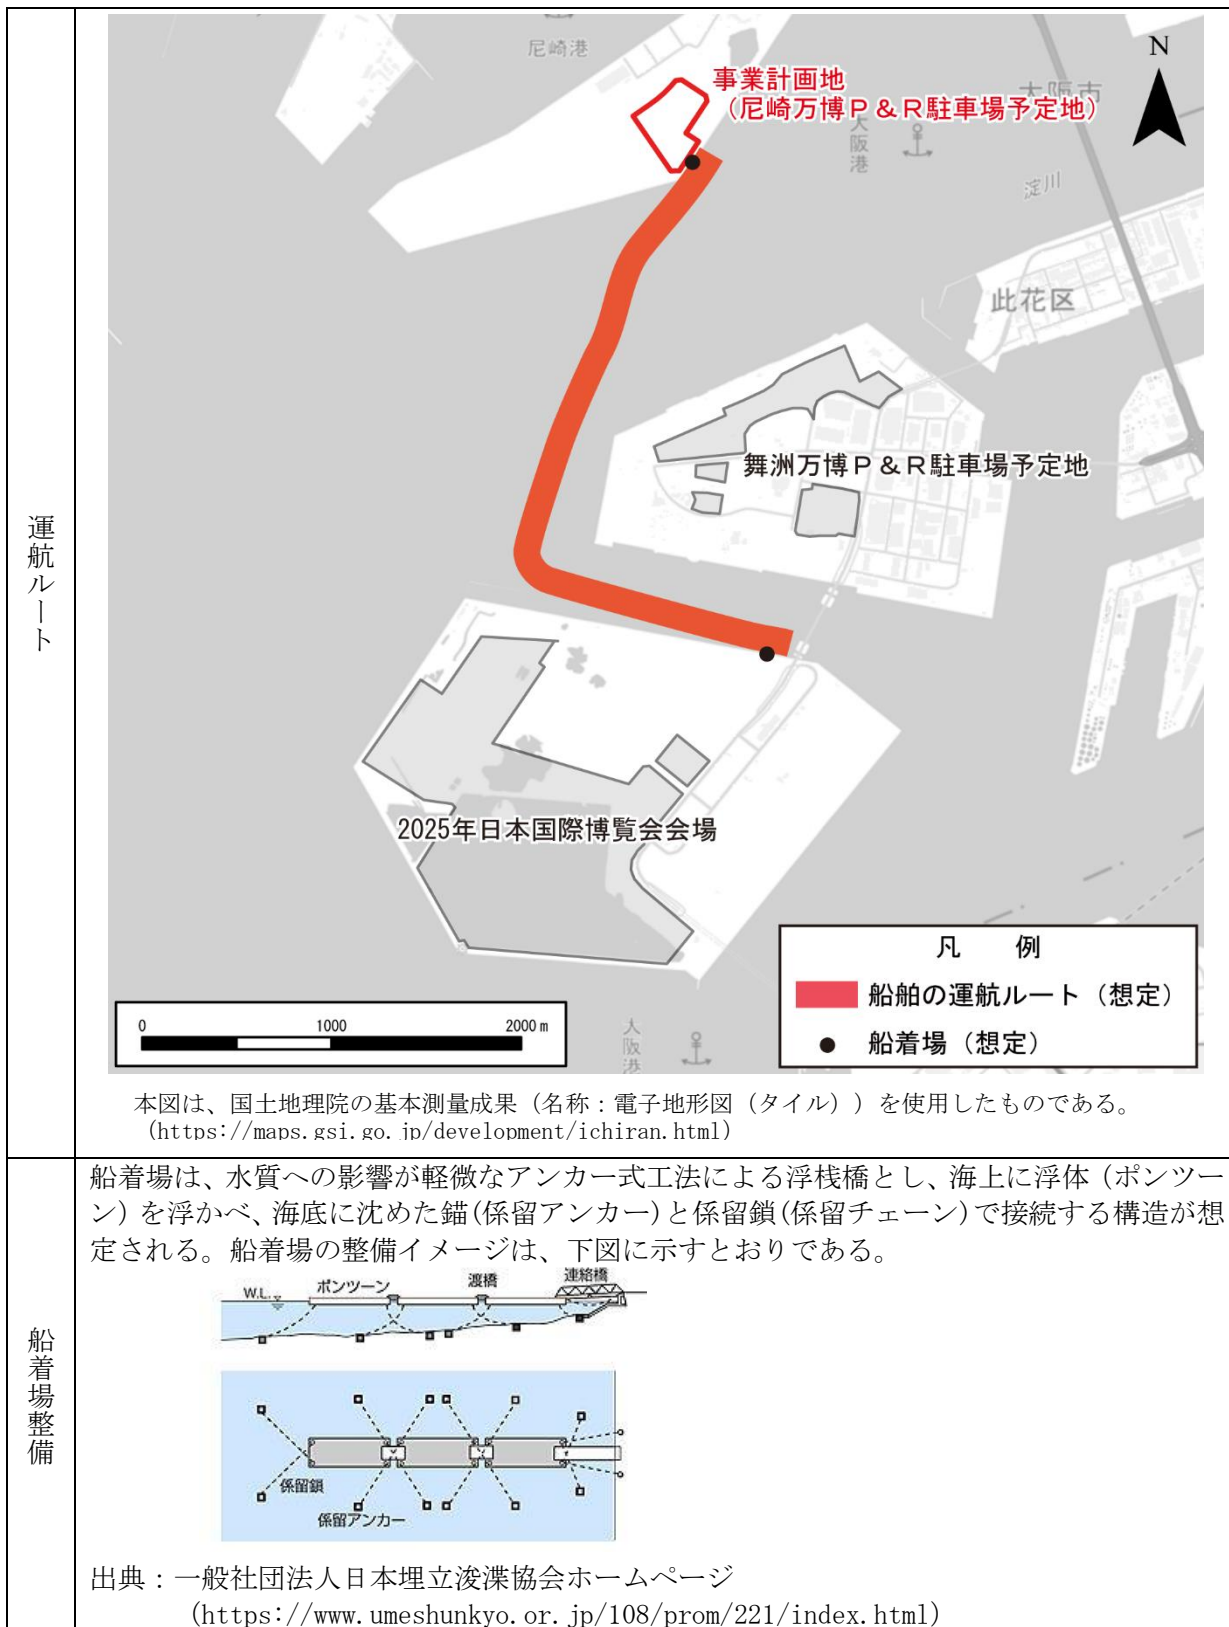 運航ルート
尼崎港
N
事業計画地
（尼崎万博Ｐ＆Ｒ駐車場予定地）
大阪市
大阪港
淀川
此花区
舞洲万博Ｐ＆Ｒ駐車場予定地
2025年日本国際博覧会会場
凡　例
船舶の運航ルート（想定）
船着場（想定）
0 1000 2000 m
大阪港
本図は、国土地理院の基本測量成果（名称：電子地形図（タイル））を使用したものである。
(https://maps.gsi.go.jp/development/ichiran.html)
船着場整備
船着場は、水質への影響が軽微なアンカー式工法による浮桟橋とし、海上に浮体（ポンツー
ン）を浮かべ、海底に沈めた錨(係留アンカー)と係留鎖(係留チェーン)で接続する構造が想
定される。船着場の整備イメージは、下図に示すとおりである。
W.L.
ポンツーン
渡橋
連絡橋
係留鎖
係留アンカー
出典：一般社団法人日本埋立浚渫協会ホームページ
(https://www.umeshunkyo.or.jp/108/prom/221/index.html)